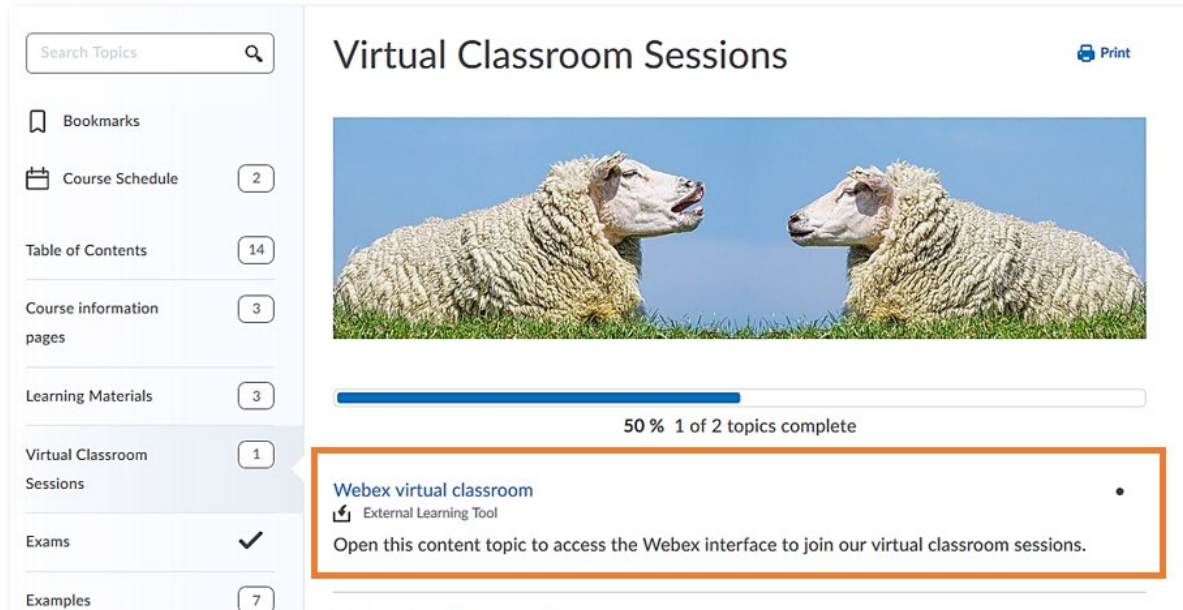 Search Topics
Bookmarks
Course Schedule 2
Table of Contents 14
Course information
pages
3
Learning Materials 3
Virtual Classroom
Sessions
1
Exams
Examples 7
Virtual Classroom Sessions
Print
50 % 1 of 2 topics complete
Webex virtual classroom
External Learning Tool
Open this content topic to access the Webex interface to join our virtual classroom sessions.